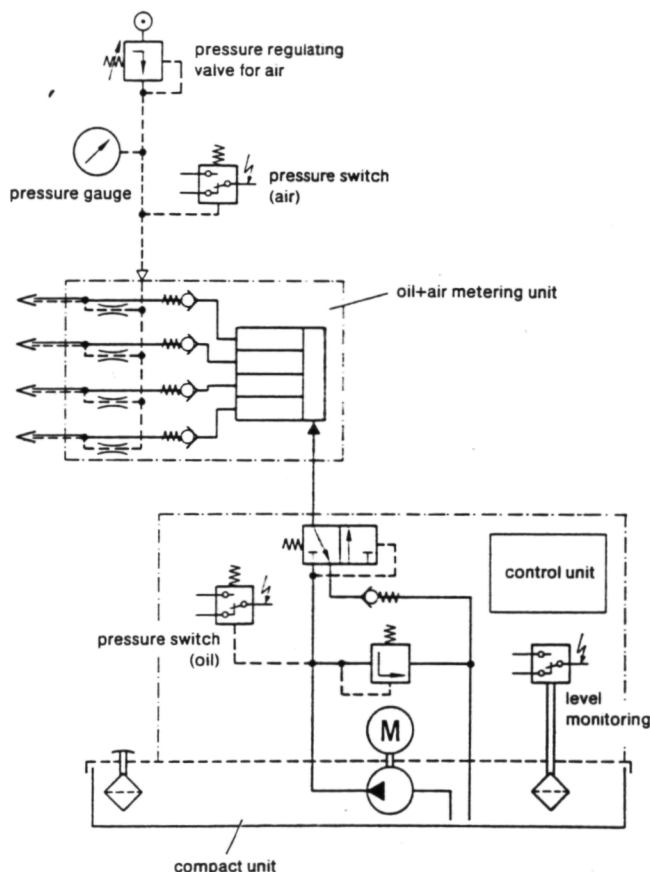 pressure regulating
valve for air
pressure gauge
pressure switch
(air)
oil+air metering unit
control unit
pressure switch
(oil)
level
monitoring
M
compact unit